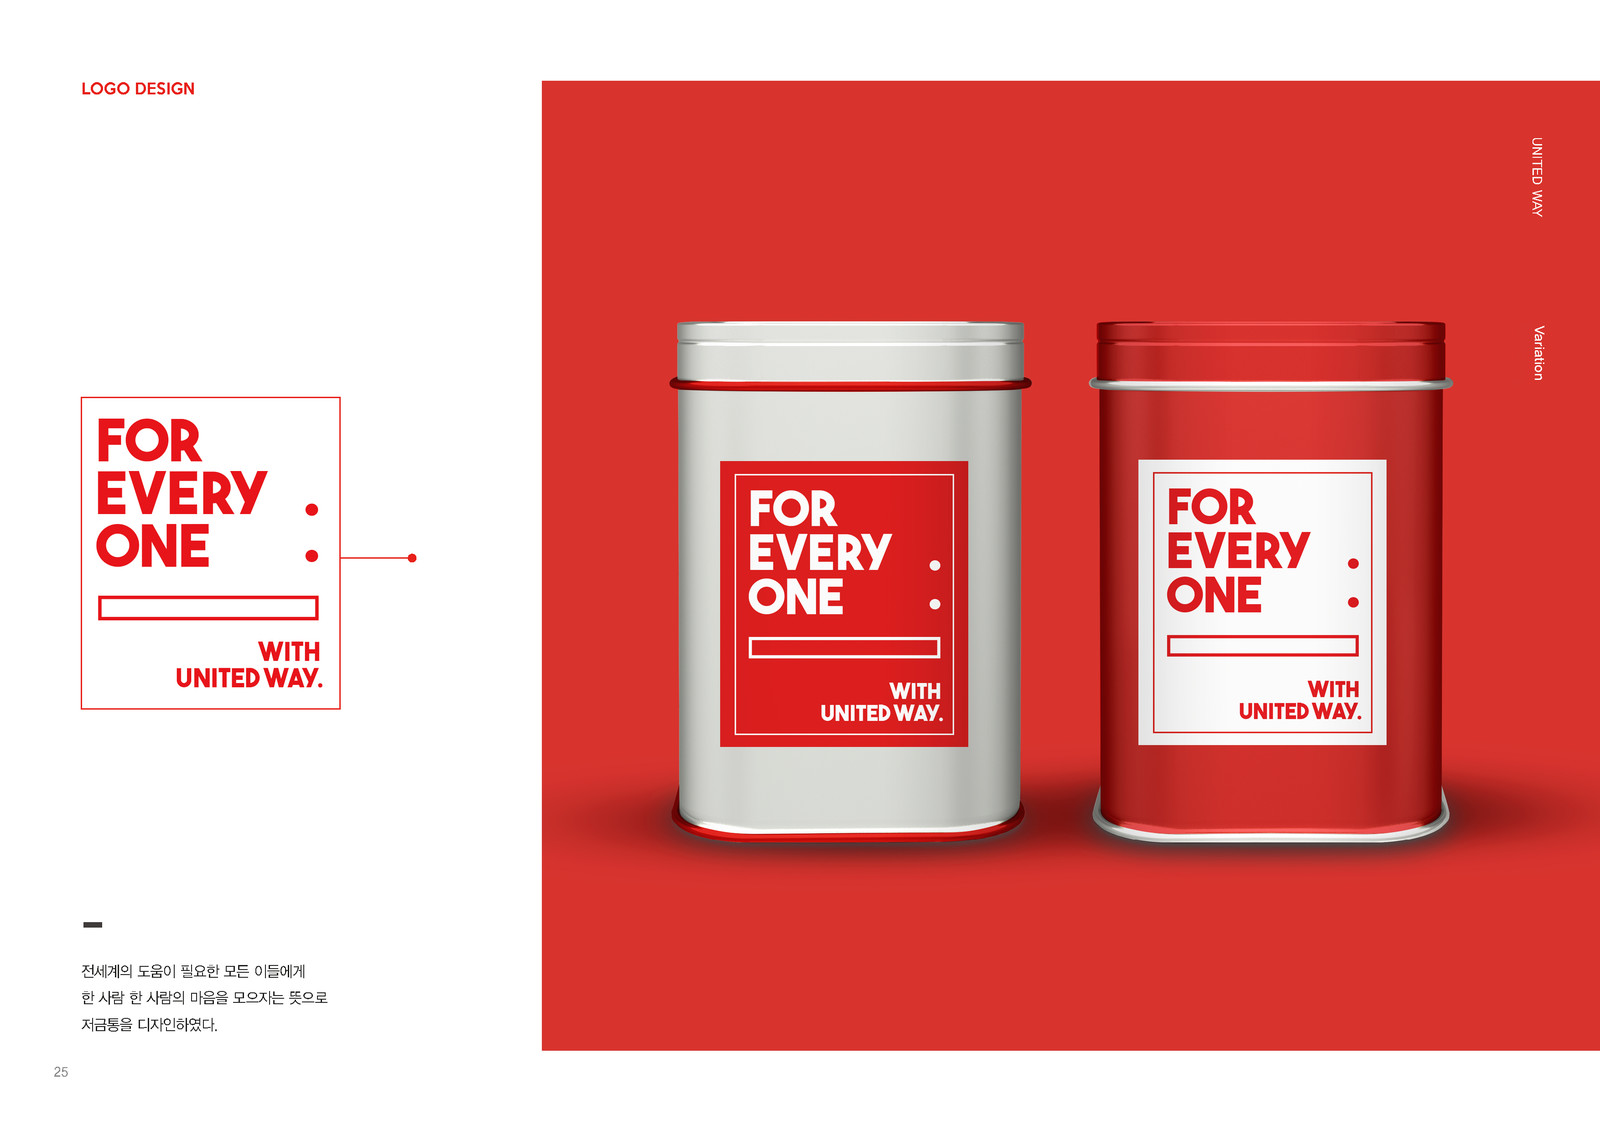 LOGO DESIGN
FOR
EVERY
ONE
WITH
UNITED WAY.
전세계의 도움이 필요한 모든 이들에게
한 사람 한 사람의 마음을 모으자는 뜻으로
저금통을 디자인하였다.
25
FOR
EVERY
ONE
WITH
UNITED WAY.
FOR
EVERY
ONE
WITH
UNITED WAY.
UNITED WAY
Variation